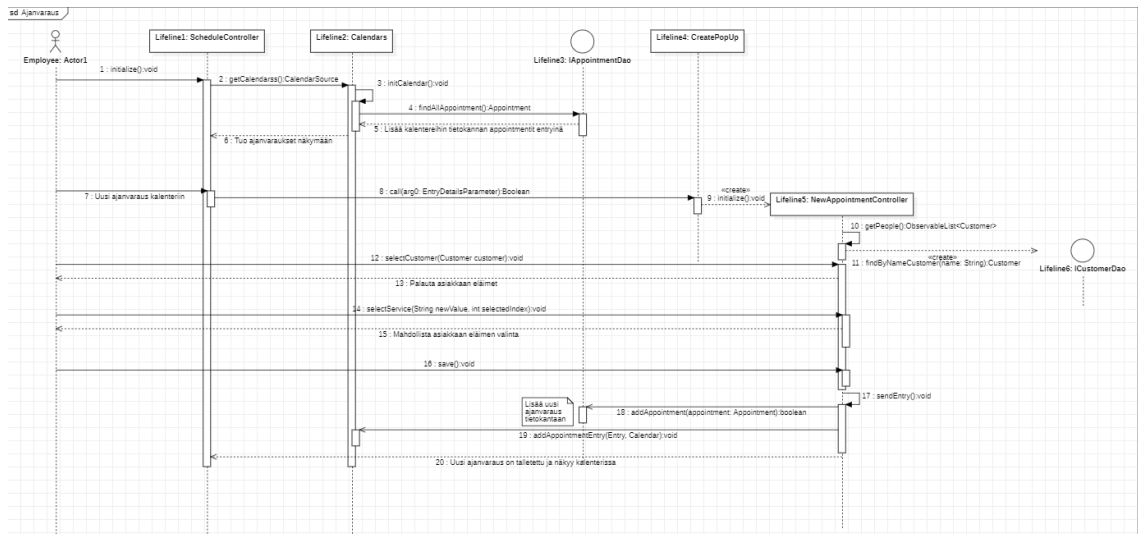 sd Ajanvaraus
Lifeline1: ScheduleController
Lifeline2: Calendars
Lifeline4: CreatePopUp
Employee: Actor1
Lifeline3: IAppointmentDao
1 : initialize():void
2 : getCalendarss():CalendarSource
3 : initCalendar():void
4 : findAllAppointment():Appointment
5 : Lisää kalentereihin tietokannan appointmentit entryinä
6 : Tuo ajanvaraukset näkymään
7 : Uusi ajanvaraus kalenteriin
8 : call(arg0: EntryDetailsParameter):Boolean
«create»
9 : initialize():void
Lifeline5: NewAppointmentController
10 : getPeople():ObservableList<Customer>
«create»
11 : findByNameCustomer(name: String):Customer
Lifeline6: ICustomerDao
12 : selectCustomer(Customer customer):void
13 : Palauta asiakkaan eläimet
14 : selectService(String newValue, int selectedIndex):void
15 : Mahdollista asiakkaan eläimen valinta
16 : save():void
17 : sendEntry():void
Lisää uusi
ajanvaraus
tietokantaan
18 : addAppointment(appointment: Appointment):boolean
19 : addAppointmentEntry(Entry, Calendar):void
20 : Uusi ajanvaraus on talletettu ja näkyy kalenterissa